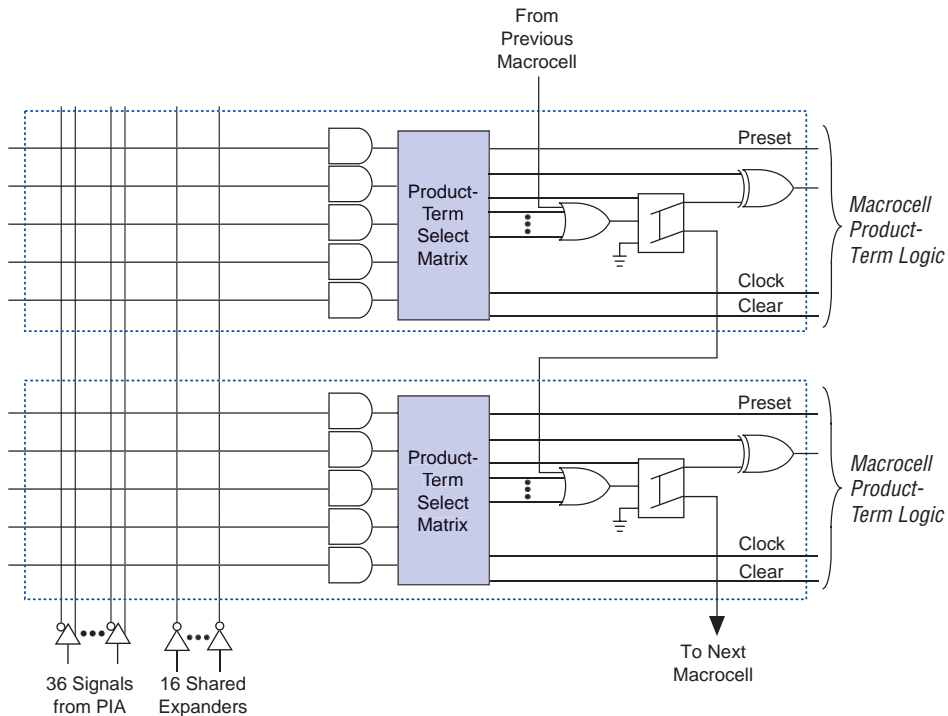 From
Previous
Macrocell
Preset
Product-
Term
Select
Matrix
Macrocell
Product-
Term Logic
Clock
Clear
Preset
Product-
Term
Select
Matrix
Macrocell
Product-
Term Logic
Clock
Clear
36 Signals
from PIA
16 Shared
Expanders
To Next
Macrocell